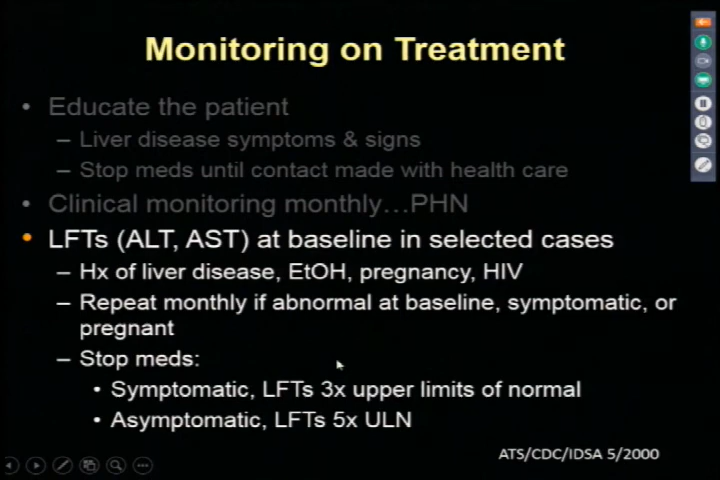 Monitoring on Treatment
• Educate the patient
– Liver disease symptoms & signs
– Stop meds until contact made with health care
• Clinical monitoring monthly…PHN
• LFTs (ALT, AST) at baseline in selected cases
– Hx of liver disease, EtOH, pregnancy, HIV
– Repeat monthly if abnormal at baseline, symptomatic, or
pregnant
– Stop meds:
• Symptomatic, LFTs 3x upper limits of normal
• Asymptomatic, LFTs 5x ULN
ATS/CDC/IDSA 5/2000